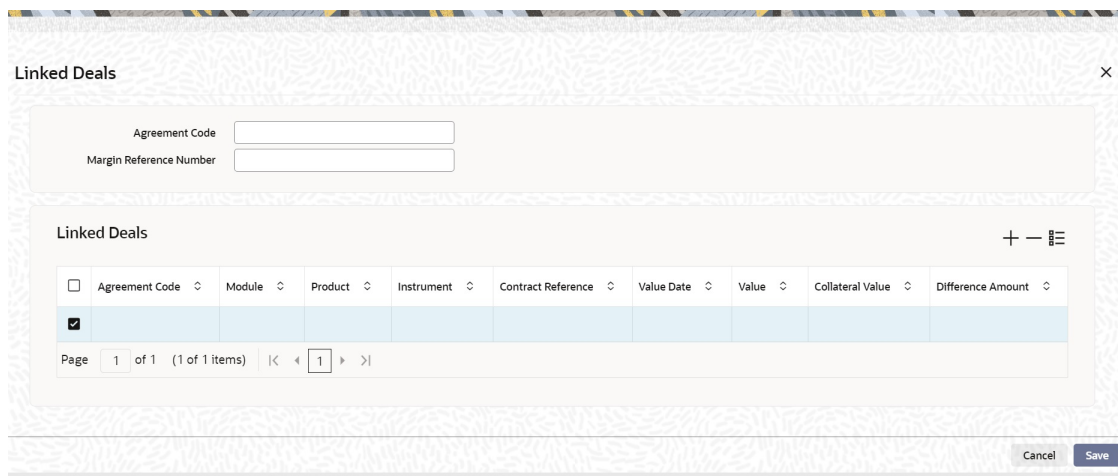 Linked Deals
Agreement Code
Margin Reference Number
Linked Deals
Agreement Code Module Product Instrument Contract Reference Value Date Value Collateral Value Difference Amount
Page 1 of 1 (1 of 1 items) 1
Cancel Save